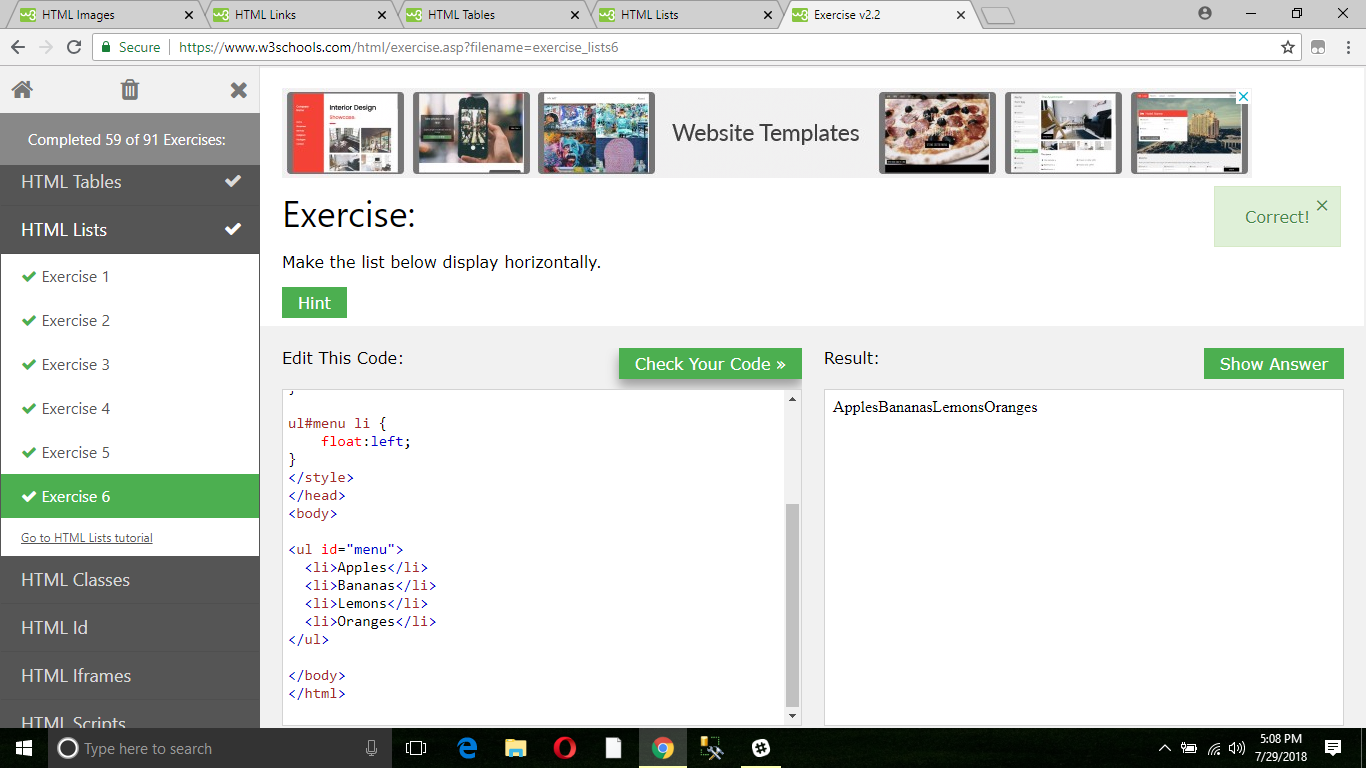 HTML Images
HTML Links
HTML Tables
HTML Lists
Exercise v2.2
Secure
https://www.w3schools.com/html/exercise.asp?filename=exercise_lists6
Completed 59 of 91 Exercises:
HTML Tables
HTML Lists
Exercise 1
Exercise 2
Exercise 3
Exercise 4
Exercise 5
Exercise 6
Go to HTML Lists tutorial
HTML Classes
HTML Id
HTML Iframes
HTML Scripts
Interior Design
Showcase.
Website Templates
Exercise:
Correct!
Make the list below display horizontally.
Hint
Edit This Code:
Check Your Code »
Result:
Show Answer
}
ul#menu li {
    float:left;
}
</style>
</head>
<body>
<ul id="menu">
  <li>Apples</li>
  <li>Bananas</li>
  <li>Lemons</li>
  <li>Oranges</li>
</ul>
</body>
</html>
ApplesBananasLemonsOranges
Type here to search
5:08 PM
7/29/2018